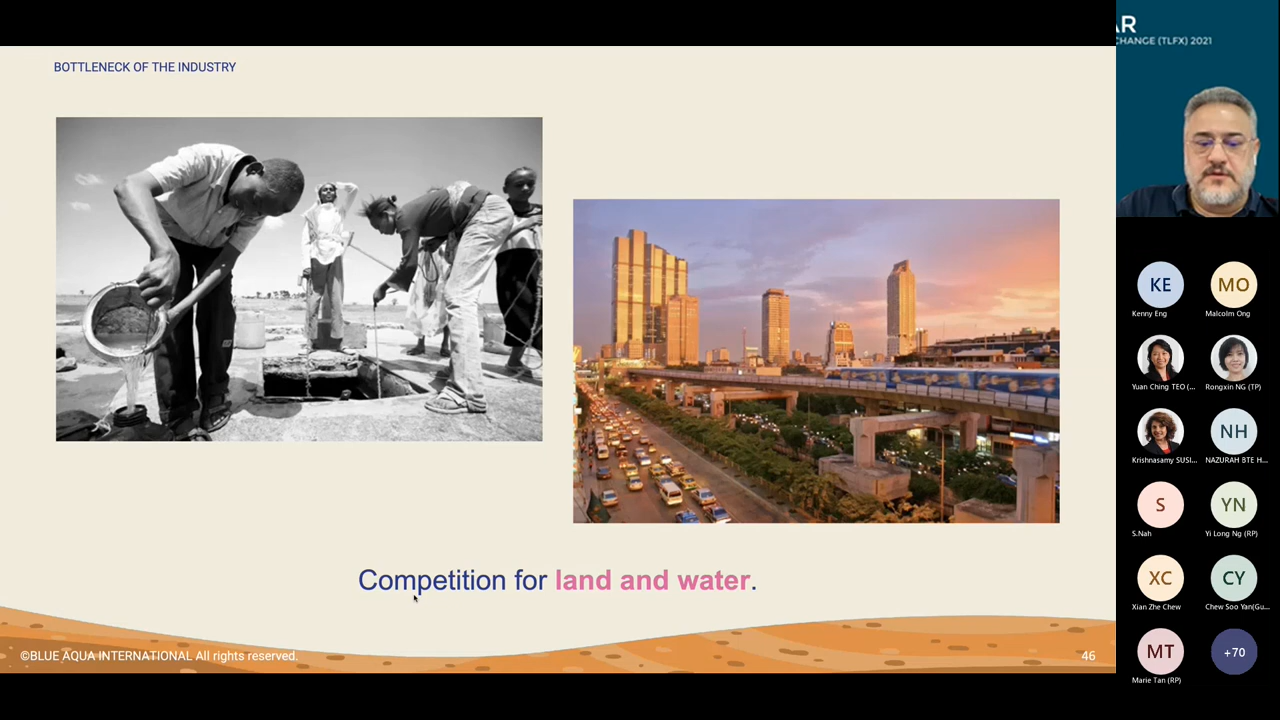 BOTTLENECK OF THE INDUSTRY
Competition for land and water.
©BLUE AQUA INTERNATIONAL All rights reserved.
46
CHANGE (TLFX) 2021
KE
Kenny Eng
MO
Malcolm Ong
Yuan Ching TEO (...
Rongxin NG (TP)
Krishnasamy SUSI...
NH
NAZURAH BTE H...
S
S.Nah
YN
Yi Long Ng (RP)
XC
Xian Zhe Chew
CY
Chew Soo Yan(Gu...
MT
Marie Tan (RP)
+70